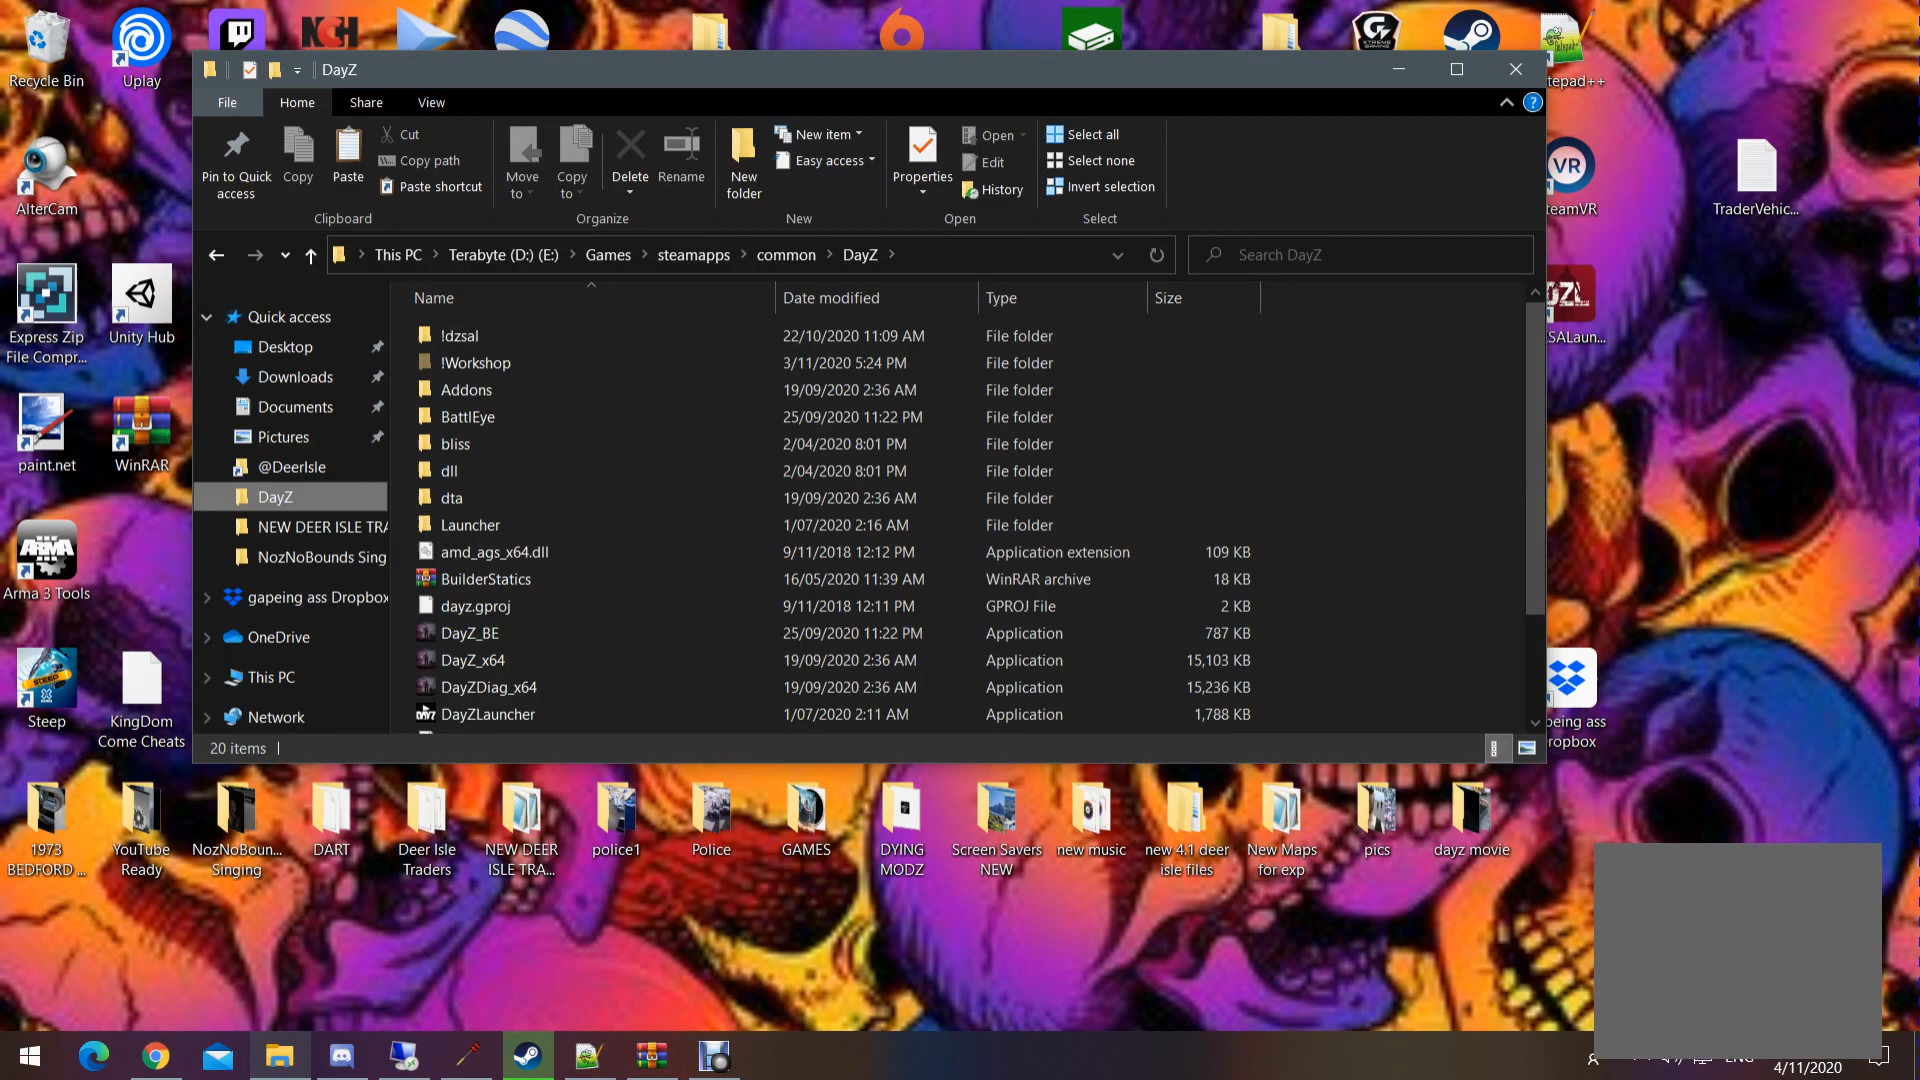 Recycle Bin
Uplay
NGH
tepad++
DayZ
File
Home
Share
View
Pin to Quick access
Copy
Paste
Cut
Copy path
Paste shortcut
Clipboard
Move to
Copy to
Delete
Rename
Organize
New folder
New item
Easy access
New
Properties
Open
Edit
History
Open
Select all
Select none
Invert selection
Select
AlterCam
VR
teamVR
TraderVehic...
This PC
Terabyte (D:) (E:)
Games
steamapps
common
DayZ
Search DayZ
Express Zip File Compr...
Unity Hub
ZL
SALaun...
Quick access
Desktop
Downloads
Documents
Pictures
@DeerIsle
DayZ
NEW DEER ISLE TRA
NozNoBounds Sing
gapeing ass Dropbox
OneDrive
This PC
Network
Name Date modified Type Size
!dzsal 22/10/2020 11:09 AM File folder
!Workshop 3/11/2020 5:24 PM File folder
Addons 19/09/2020 2:36 AM File folder
BattlEye 25/09/2020 11:22 PM File folder
bliss 2/04/2020 8:01 PM File folder
dll 2/04/2020 8:01 PM File folder
dta 19/09/2020 2:36 AM File folder
Launcher 1/07/2020 2:16 AM File folder
amd_ags_x64.dll 9/11/2018 12:12 PM Application extension 109 KB
BuilderStatics 16/05/2020 11:39 AM WinRAR archive 18 KB
dayz.gproj 9/11/2018 12:11 PM GPROJ File 2 KB
DayZ_BE 25/09/2020 11:22 PM Application 787 KB
DayZ_x64 19/09/2020 2:36 AM Application 15,103 KB
DayZDiag_x64 19/09/2020 2:36 AM Application 15,236 KB
DayZLauncher 1/07/2020 2:11 AM Application 1,788 KB
20 items
paint.net
WinRAR
ARMA
Arma 3 Tools
STEEP
Steep
KingDom Come Cheats
peing ass
ropbox
1973 BEDFORD ...
YouTube Ready
NozNoBoun... Singing
DART
Deer Isle Traders
NEW DEER ISLE TRA...
police1
Police
GAMES
DYING MODZ
Screen Savers NEW
new music
new 4.1 deer isle files
New Maps for exp
pics
dayz movie
ENG
4/11/2020